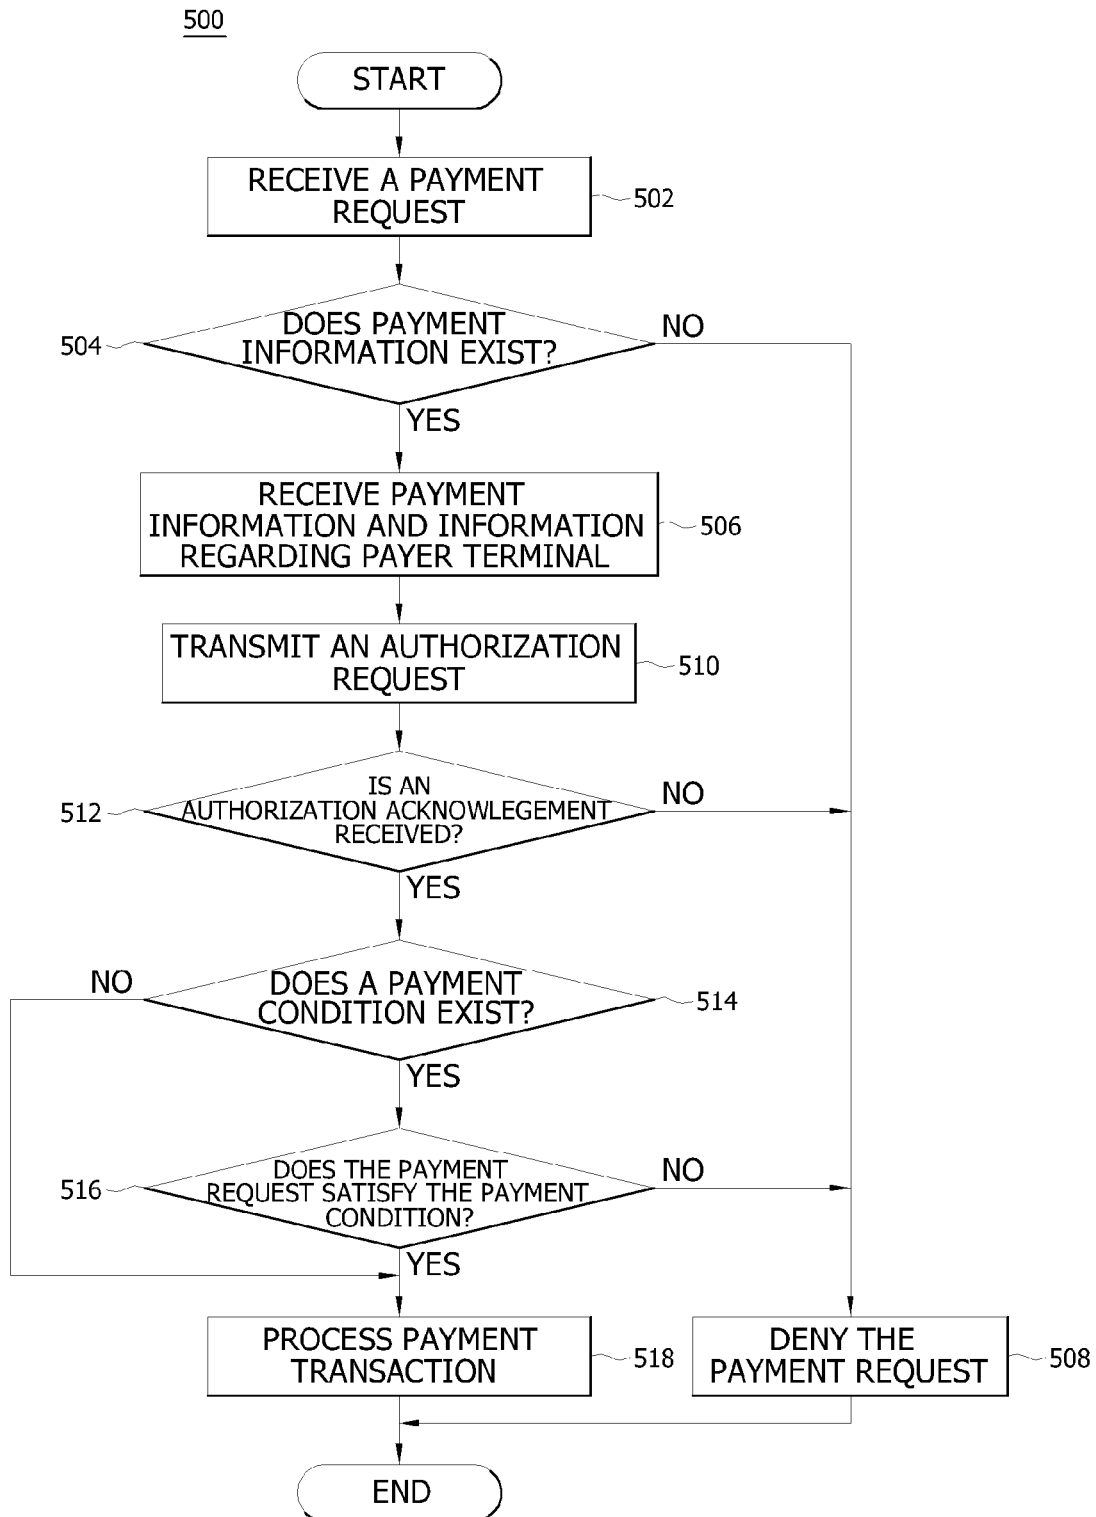 500
START
RECEIVE A PAYMENT
REQUEST
502
DOES PAYMENT
INFORMATION EXIST?
504
NO
YES
RECEIVE PAYMENT
INFORMATION AND INFORMATION
REGARDING PAYER TERMINAL
506
TRANSMIT AN AUTHORIZATION
REQUEST
510
IS AN
AUTHORIZATION ACKNOWLEGEMENT
RECEIVED?
512
NO
YES
DOES A PAYMENT
CONDITION EXIST?
NO
514
YES
DOES THE PAYMENT
REQUEST SATISFY THE PAYMENT
CONDITION?
516
NO
YES
PROCESS PAYMENT
TRANSACTION
518
DENY THE
PAYMENT REQUEST
508
END